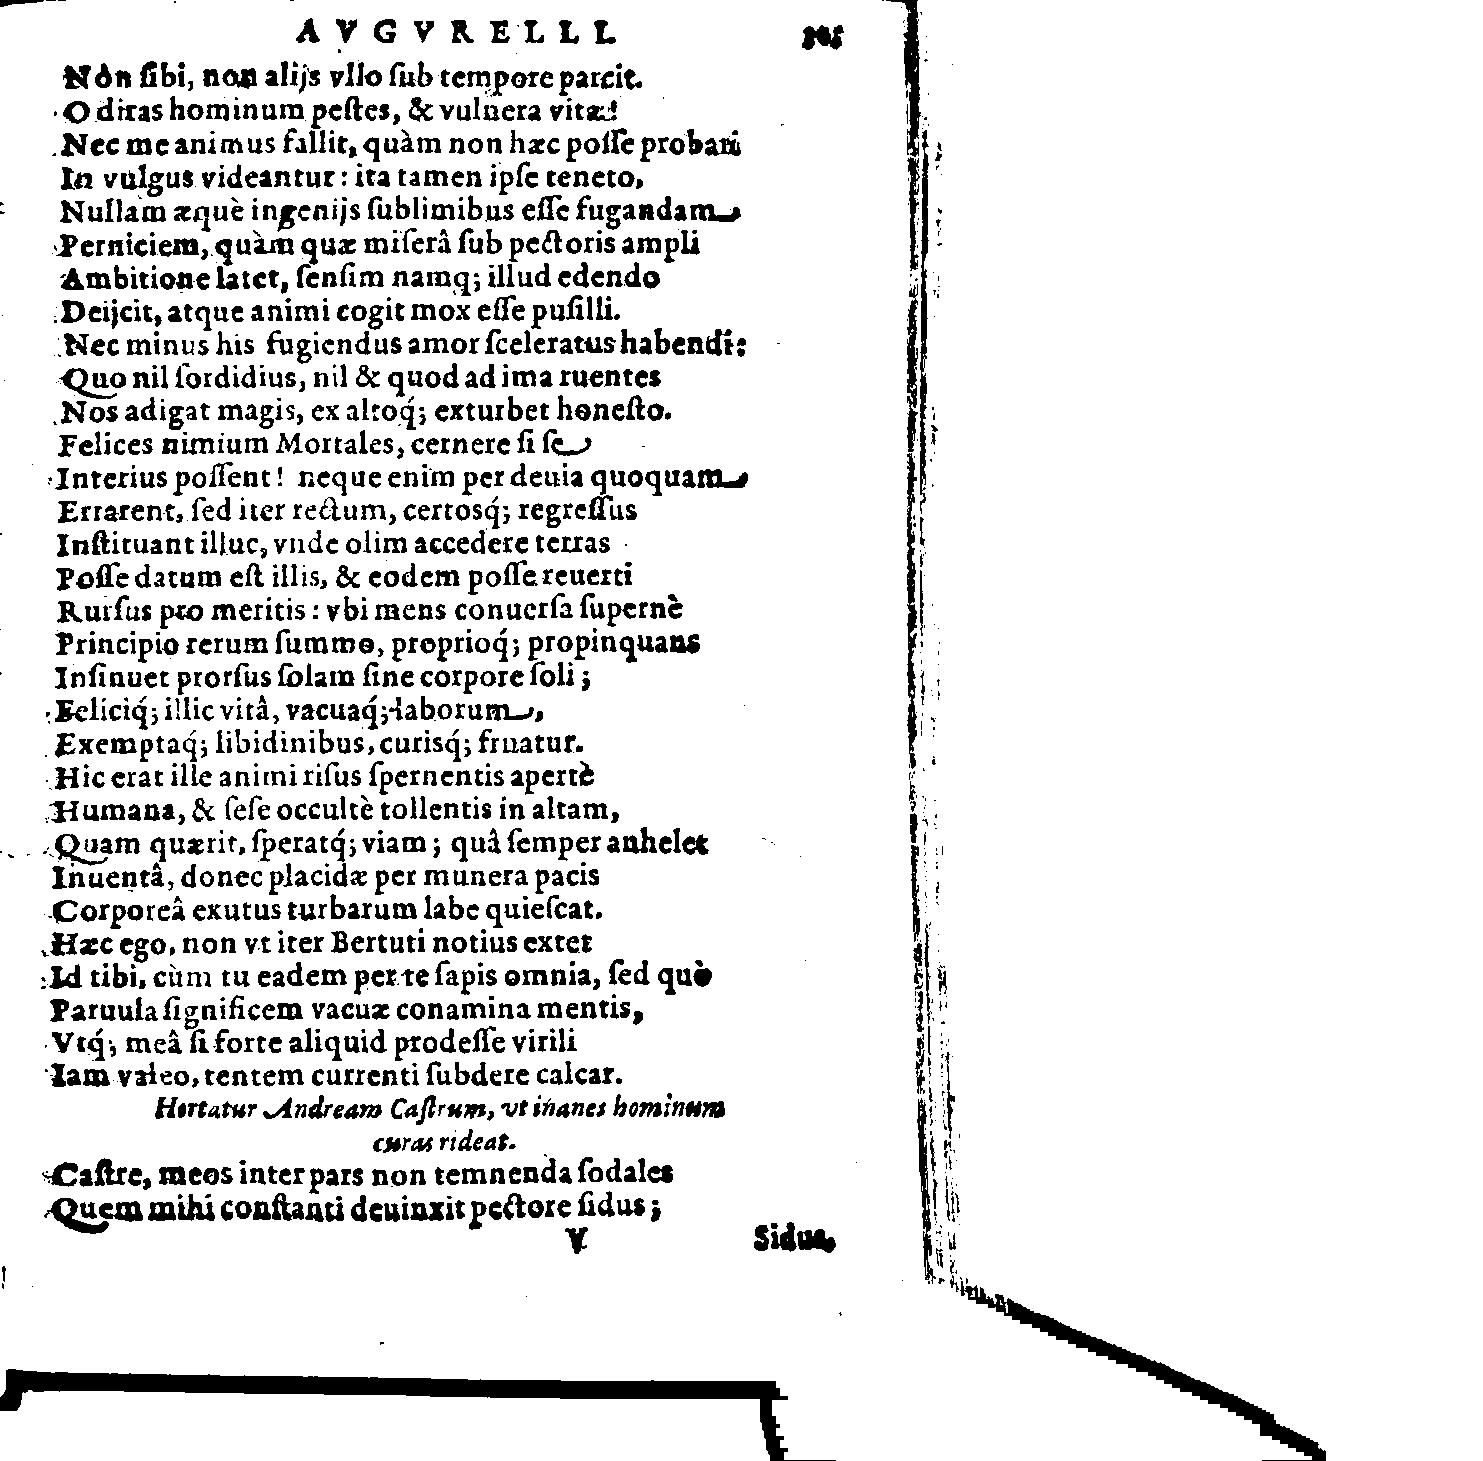 AVGVRELLI.
Non ſibi, non alijs vllo ſub tempore parcit.
O diras hominum peſtes, & vulnera vitæ!
Nec me animus fallit, quàm non hæc poſſe probari
In vulgus videantur: ita tamen ipſe teneto,
Nullam æquè ingenijs ſublimibus eſſe fugandam
Perniciem, quàm quæ miſerâ ſub pectoris ampli
Ambitione latet, ſenſim namq; illud edendo
Deijcit, atque animi cogit mox eſſe puſilli.
Nec minus his fugiendus amor ſceleratus habendi:
Quo nil ſordidius, nil & quod ad ima ruentes
Nos adigat magis, ex altoq́; exturbet honeſto.
Felices nimium Mortales, cernere ſi ſe
Interius poſſent! neque enim per deuia quoquam
Errarent, ſed iter rectum, certosq́; regreſſus
Inſtituant illuc, vnde olim accedere terras
Poſſe datum eſt illis, & eodem poſſe reuerti
Rurſus pro meritis: vbi mens conuerſa ſupernè
Principio rerum ſummo, proprioq́; propinquans
Inſinuet prorſus ſolam ſine corpore ſoli;
Feliciq́; illic vitâ, vacuaq́; laborum,
Exemptaq́; libidinibus, curisq́; fruatur.
Hic erat ille animi riſus ſpernentis apertè
Humana, & ſeſe occultè tollentis in altam,
Quam quærit, ſperatq́; viam; quâ ſemper anhelet
Inuentâ, donec placidæ per munera pacis
Corporeâ exutus turbarum labe quieſcat.
Hæc ego, non vt iter Bertuti notius extet
Id tibi, cùm tu eadem per te ſapis omnia, ſed quò
Paruula ſignificem vacuæ conamina mentis,
Vtq́; meâ ſi forte aliquid prodeſſe virili
Iam valeo, tentem currenti ſubdere calcar.
Hortatur Andream Caſtrum, vt inanes hominum
curas rideat.
Caſtre, meos inter pars non temnenda ſodales
Quem mihi conſtanti deuinxit pectore ſidus;
V Sidus,